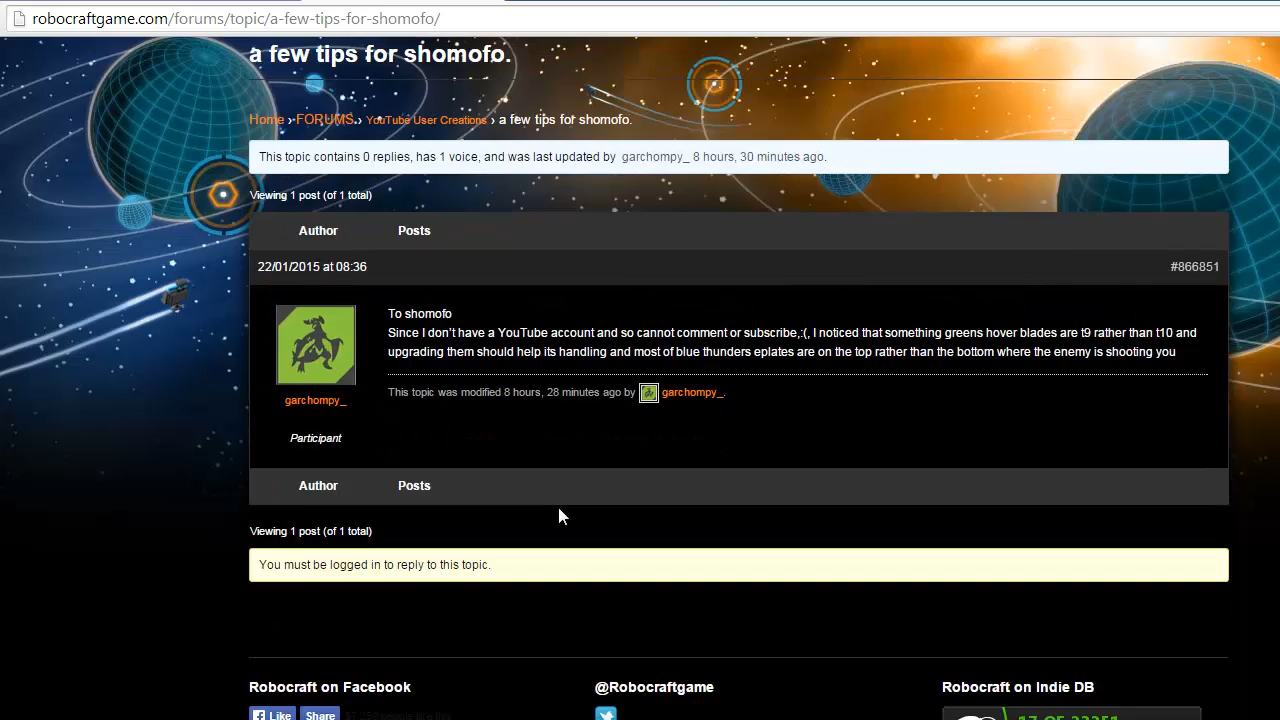 robocraftgame.com/forums/topic/a-few-tips-for-shomofo/
a few tips for shomofo.
Home › FORUMS › YouTube User Creations › a few tips for shomofo.
This topic contains 0 replies, has 1 voice, and was last updated by garchompy_ 8 hours, 30 minutes ago.
Viewing 1 post (of 1 total)
Author Posts
22/01/2015 at 08:36 #866851
To shomofo
Since I don't have a YouTube account and so cannot comment or subscribe,:(, I noticed that something greens hover blades are t9 rather than t10 and
upgrading them should help its handling and most of blue thunders eplates are on the top rather than the bottom where the enemy is shooting you
This topic was modified 8 hours, 28 minutes ago by garchompy_.
garchompy_
Participant
Author Posts
Viewing 1 post (of 1 total)
You must be logged in to reply to this topic.
Robocraft on Facebook @Robocraftgame Robocraft on Indie DB
Like Share